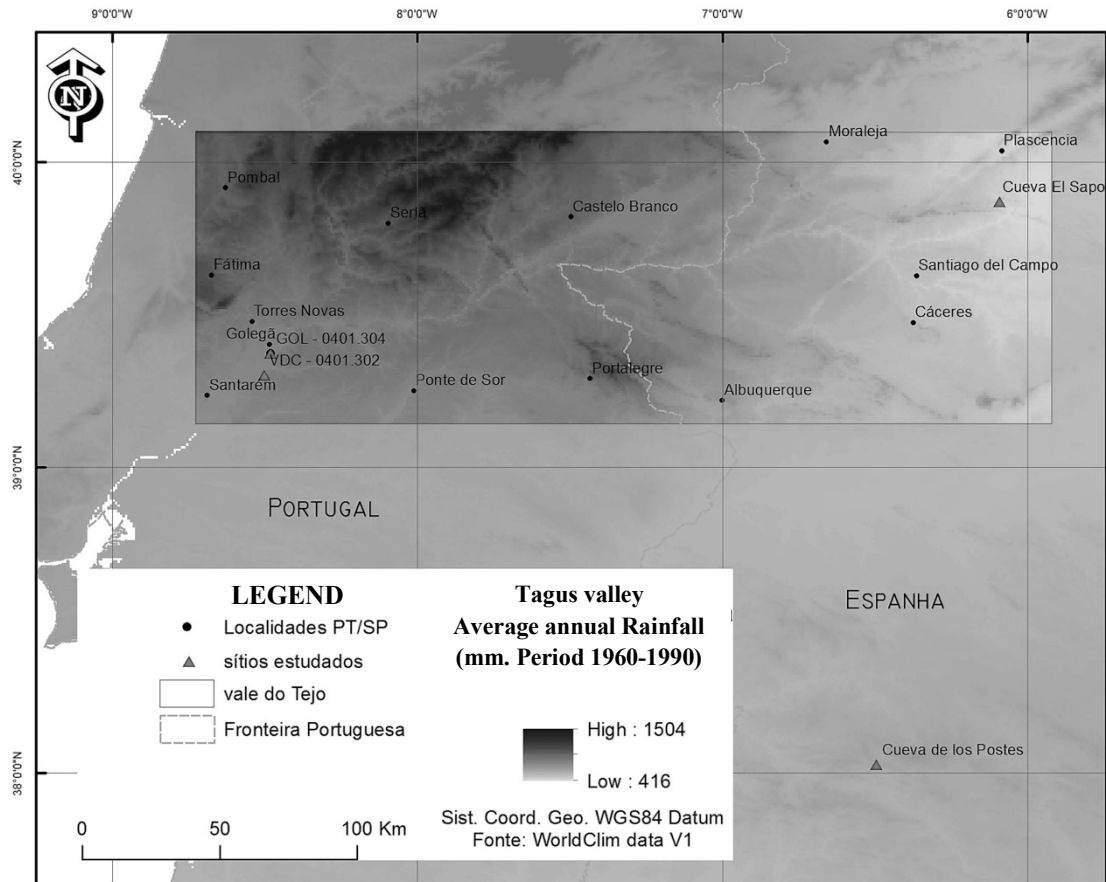 9°0'0"W
8°0'0"W
7°0'0"W
6°0'0"W
N
40°0'0"N
39°0'0"N
38°0'0"N
Moraleja
Plascencia
Pombal
Cueva El Sapo
Sertã
Castelo Branco
Fátima
Santiago del Campo
Torres Novas
Cáceres
Golegã
GOL - 0401.304
VDC - 0401.302
Santarém
Ponte de Sor
Portalegre
Albuquerque
PORTUGAL
ESPANHA
Cueva de los Postes
LEGEND
Localidades PT/SP
sítios estudados
vale do Tejo
Fronteira Portuguesa
0 50 100 Km
Tagus valley
Average annual Rainfall
(mm. Period 1960-1990)
High : 1504
Low : 416
Sist. Coord. Geo. WGS84 Datum
Fonte: WorldClim data V1